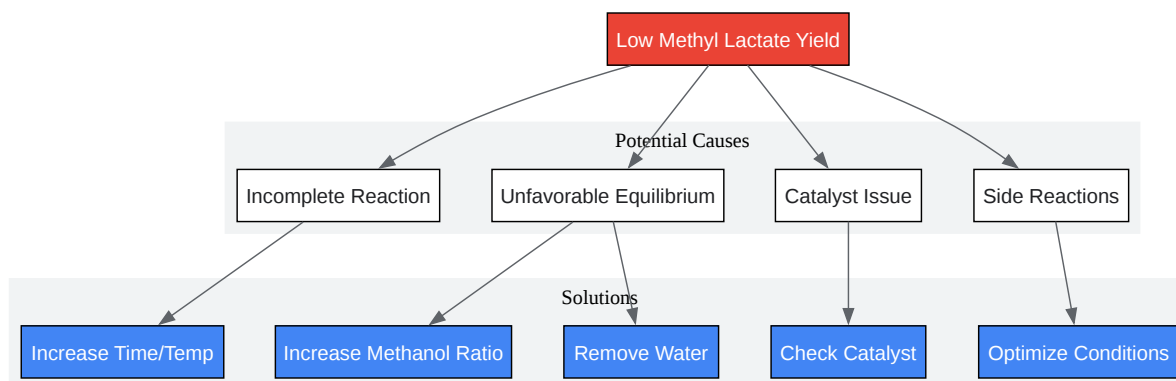 Low Methyl Lactate Yield
Potential Causes
Incomplete Reaction
Unfavorable Equilibrium
Catalyst Issue
Side Reactions
Solutions
Increase Time/Temp
Increase Methanol Ratio
Remove Water
Check Catalyst
Optimize Conditions